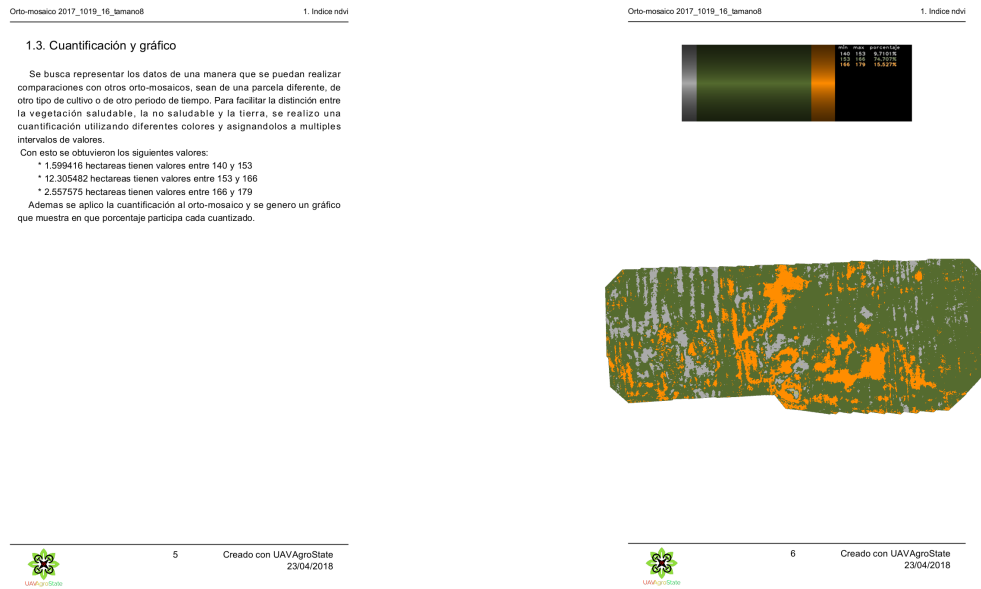 Orto-mosaico 2017_1019_16_tamano8 1. Indice ndvi
1.3. Cuantificación y gráfico
Se busca representar los datos de una manera que se puedan realizar
comparaciones con otros orto-mosaicos, sean de una parcela diferente, de
otro tipo de cultivo o de otro periodo de tiempo. Para facilitar la distinción entre
la vegetación saludable, la no saludable y la tierra, se realizo una
cuantificación utilizando diferentes colores y asignandolos a multiples
intervalos de valores.
Con esto se obtuvieron los siguientes valores:
* 1.599416 hectareas tienen valores entre 140 y 153
* 12.305482 hectareas tienen valores entre 153 y 166
* 2.557575 hectareas tienen valores entre 166 y 179
Ademas se aplico la cuantificación al orto-mosaico y se genero un gráfico
que muestra en que porcentaje participa cada cuantizado.
UAVAgroState
5 Creado con UAVAgroState
23/04/2018
Orto-mosaico 2017_1019_16_tamano8 1. Indice ndvi
min max porcentaje
140 153 9.7101%
153 166 74.707%
166 179 15.527%
UAVAgroState
6 Creado con UAVAgroState
23/04/2018